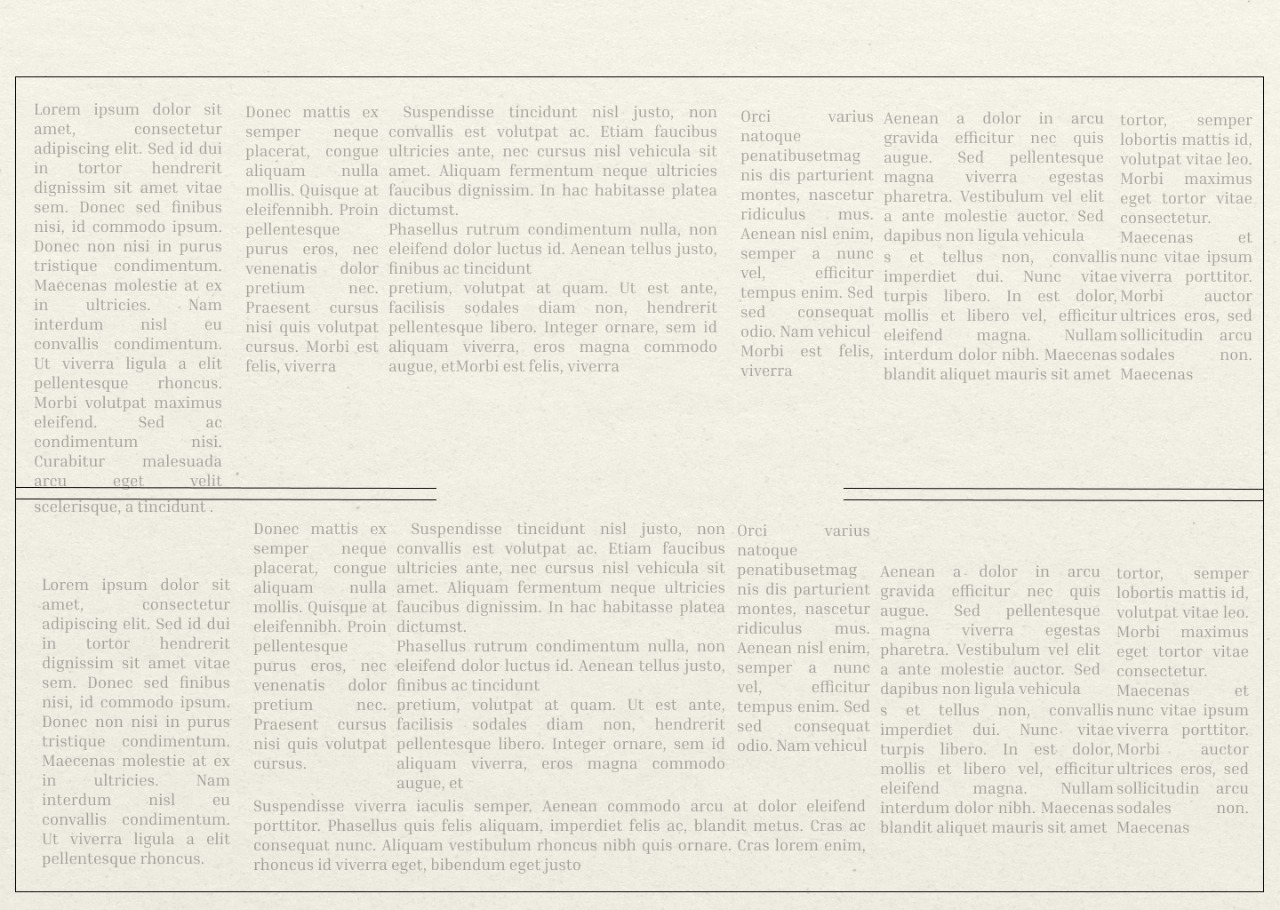 Lorem ipsum dolor sit
amet, consectetur
adipiscing elit. Sed id dui
in tortor hendrerit
dignissim sit amet vitae
sem. Donec sed finibus
nisi, id commodo ipsum.
Donec non nisi in purus
tristique condimentum.
Maecenas molestie at ex
in ultricies. Nam
interdum nisl eu
convallis condimentum.
Ut viverra ligula a elit
pellentesque rhoncus.
Morbi volutpat maximus
eleifend. Sed ac
condimentum nisi.
Curabitur malesuada
arcu eget velit
scelerisque, a tincidunt .
Donec mattis ex
semper neque
placerat, congue
aliquam nulla
mollis. Quisque at
eleifennibh. Proin
pellentesque
purus eros, nec
venenatis dolor
pretium nec.
Praesent cursus
nisi quis volutpat
cursus. Morbi est
felis, viverra
Suspendisse tincidunt nisl justo, non
convallis est volutpat ac. Etiam faucibus
ultricies ante, nec cursus nisl vehicula sit
amet. Aliquam fermentum neque ultricies
faucibus dignissim. In hac habitasse platea
dictumst.
Phasellus rutrum condimentum nulla, non
eleifend dolor luctus id. Aenean tellus justo,
finibus ac tincidunt
pretium, volutpat at quam. Ut est ante,
facilisis sodales diam non, hendrerit
pellentesque libero. Integer ornare, sem id
aliquam viverra, eros magna commodo
augue, etMorbi est felis, viverra
Orci varius
natoque
penatibusetmag
nis dis parturient
montes, nascetur
ridiculus mus.
Aenean nisl enim,
semper a nunc
vel, efficitur
tempus enim. Sed
sed consequat
odio. Nam vehicul
Morbi est felis,
viverra
Aenean a dolor in arcu
gravida efficitur nec quis
augue. Sed pellentesque
magna viverra egestas
pharetra. Vestibulum vel elit
a ante molestie auctor. Sed
dapibus non ligula vehicula
s et tellus non, convallis
imperdiet dui. Nunc vitae
turpis libero. In est dolor,
mollis et libero vel, efficitur
eleifend magna. Nullam
interdum dolor nibh. Maecenas
blandit aliquet mauris sit amet
tortor, semper
lobortis mattis id,
volutpat vitae leo.
Morbi maximus
eget tortor vitae
consectetur.
Maecenas et
nunc vitae ipsum
viverra porttitor.
Morbi auctor
ultrices eros, sed
sollicitudin arcu
sodales non.
Maecenas
Lorem ipsum dolor sit
amet, consectetur
adipiscing elit. Sed id dui
in tortor hendrerit
dignissim sit amet vitae
sem. Donec sed finibus
nisi, id commodo ipsum.
Donec non nisi in purus
tristique condimentum.
Maecenas molestie at ex
in ultricies. Nam
interdum nisl eu
convallis condimentum.
Ut viverra ligula a elit
pellentesque rhoncus.
Donec mattis ex
semper neque
placerat, congue
aliquam nulla
mollis. Quisque at
eleifennibh. Proin
pellentesque
purus eros, nec
venenatis dolor
pretium nec.
Praesent cursus
nisi quis volutpat
cursus.
Suspendisse tincidunt nisl justo, non
convallis est volutpat ac. Etiam faucibus
ultricies ante, nec cursus nisl vehicula sit
amet. Aliquam fermentum neque ultricies
faucibus dignissim. In hac habitasse platea
dictumst.
Phasellus rutrum condimentum nulla, non
eleifend dolor luctus id. Aenean tellus justo,
finibus ac tincidunt
pretium, volutpat at quam. Ut est ante,
facilisis sodales diam non, hendrerit
pellentesque libero. Integer ornare, sem id
aliquam viverra, eros magna commodo
augue, et
Orci varius
natoque
penatibusetmag
nis dis parturient
montes, nascetur
ridiculus mus.
Aenean nisl enim,
semper a nunc
vel, efficitur
tempus enim. Sed
sed consequat
odio. Nam vehicul
Suspendisse viverra iaculis semper. Aenean commodo arcu at dolor eleifend
porttitor. Phasellus quis felis aliquam, imperdiet felis ac, blandit metus. Cras ac
consequat nunc. Aliquam vestibulum rhoncus nibh quis ornare. Cras lorem enim,
rhoncus id viverra eget, bibendum eget justo
Aenean a dolor in arcu
gravida efficitur nec quis
augue. Sed pellentesque
magna viverra egestas
pharetra. Vestibulum vel elit
a ante molestie auctor. Sed
dapibus non ligula vehicula
s et tellus non, convallis
imperdiet dui. Nunc vitae
turpis libero. In est dolor,
mollis et libero vel, efficitur
eleifend magna. Nullam
interdum dolor nibh. Maecenas
blandit aliquet mauris sit amet
tortor, semper
lobortis mattis id,
volutpat vitae leo.
Morbi maximus
eget tortor vitae
consectetur.
Maecenas et
nunc vitae ipsum
viverra porttitor.
Morbi auctor
ultrices eros, sed
sollicitudin arcu
sodales non.
Maecenas